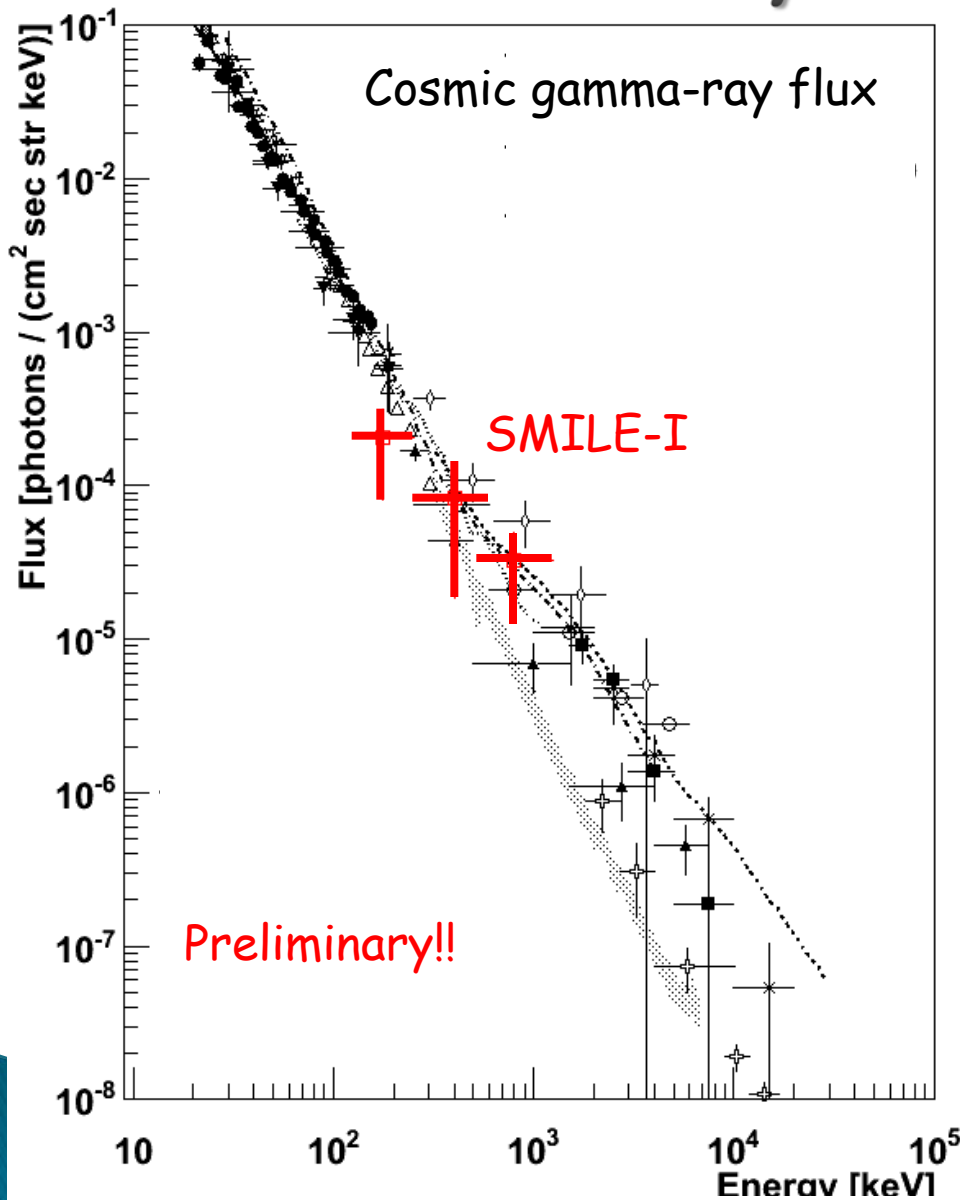 Cosmic gamma-ray flux
Flux [photons / (cm² sec str keV)]
10⁻¹
10⁻²
10⁻³
10⁻⁴
10⁻⁵
10⁻⁶
10⁻⁷
10⁻⁸
SMILE-I
Preliminary!!
10 10² 10³ 10⁴ 10⁵
Energy [keV]